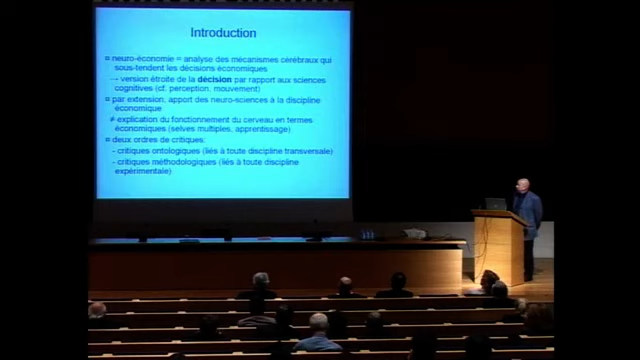 Introduction
¤ neuro-économie = analyse des mécanismes cérébraux qui
sous-tendent les décisions économiques
→ version étroite de la décision par rapport aux sciences
cognitives (cf. perception, mouvement)
¤ par extension, apport des neuro-sciences à la discipline
économique
≠ explication du fonctionnement du cerveau en termes
économiques (selves multiples, apprentissage)
¤ deux ordres de critiques:
- critiques ontologiques (liés à toute discipline transversale)
- critiques méthodologiques (liés à toute discipline
expérimentale)